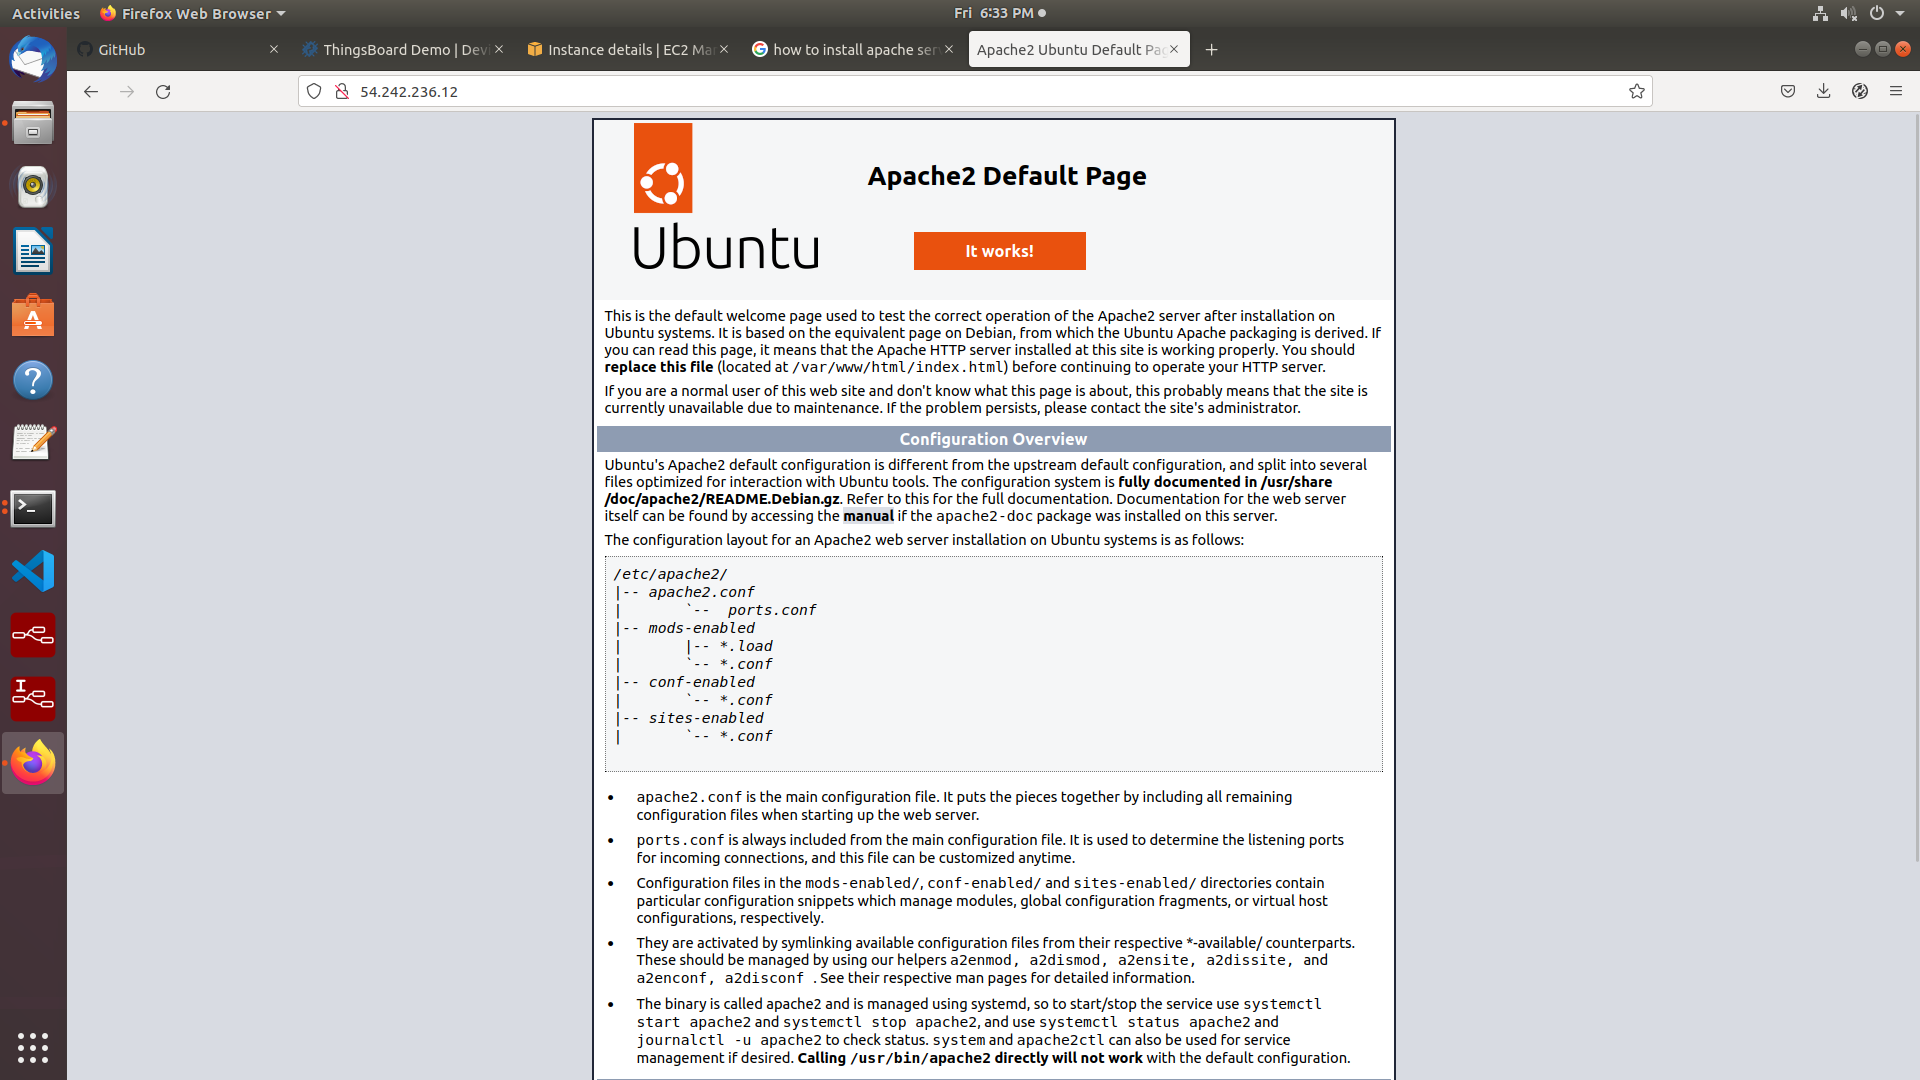 Activities
Firefox Web Browser
Fri 6:33 PM
GitHub
ThingsBoard Demo | Devi
Instance details | EC2 Ma
how to install apache ser
Apache2 Ubuntu Default Pag
54.242.236.12
Apache2 Default Page
Ubuntu
It works!
This is the default welcome page used to test the correct operation of the Apache2 server after installation on
Ubuntu systems. It is based on the equivalent page on Debian, from which the Ubuntu Apache packaging is derived. If
you can read this page, it means that the Apache HTTP server installed at this site is working properly. You should
replace this file (located at /var/www/html/index.html) before continuing to operate your HTTP server.
If you are a normal user of this web site and don't know what this page is about, this probably means that the site is
currently unavailable due to maintenance. If the problem persists, please contact the site's administrator.
Configuration Overview
Ubuntu's Apache2 default configuration is different from the upstream default configuration, and split into several
files optimized for interaction with Ubuntu tools. The configuration system is fully documented in /usr/share
/doc/apache2/README.Debian.gz. Refer to this for the full documentation. Documentation for the web server
itself can be found by accessing the manual if the apache2-doc package was installed on this server.
The configuration layout for an Apache2 web server installation on Ubuntu systems is as follows:
/etc/apache2/
|-- apache2.conf
|       `--  ports.conf
|-- mods-enabled
|       |-- *.load
|       `-- *.conf
|-- conf-enabled
|       `-- *.conf
|-- sites-enabled
|       `-- *.conf
• apache2.conf is the main configuration file. It puts the pieces together by including all remaining
configuration files when starting up the web server.
• ports.conf is always included from the main configuration file. It is used to determine the listening ports
for incoming connections, and this file can be customized anytime.
• Configuration files in the mods-enabled/, conf-enabled/ and sites-enabled/ directories contain
particular configuration snippets which manage modules, global configuration fragments, or virtual host
configurations, respectively.
• They are activated by symlinking available configuration files from their respective *-available/ counterparts.
These should be managed by using our helpers a2enmod, a2dismod, a2ensite, a2dissite, and
a2enconf, a2disconf . See their respective man pages for detailed information.
• The binary is called apache2 and is managed using systemd, so to start/stop the service use systemctl
start apache2 and systemctl stop apache2, and use systemctl status apache2 and
journalctl -u apache2 to check status. system and apache2ctl can also be used for service
management if desired. Calling /usr/bin/apache2 directly will not work with the default configuration.